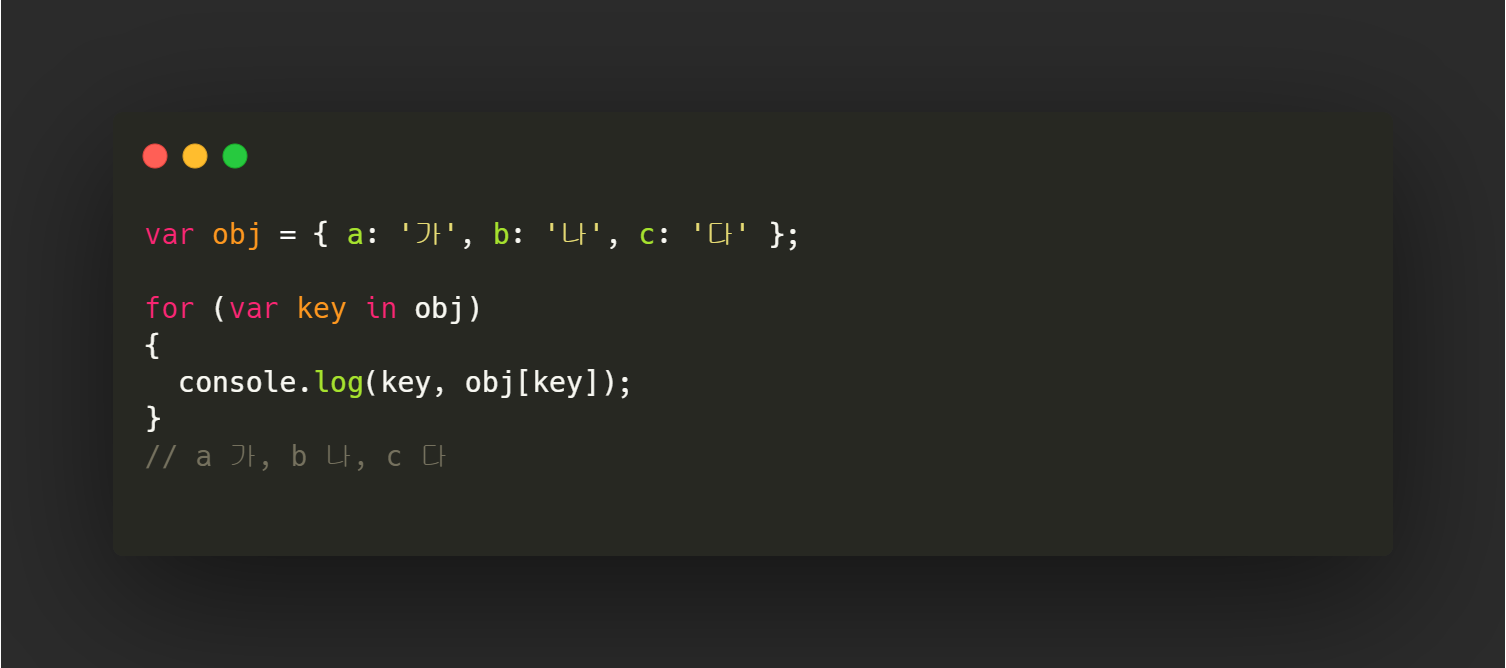 var obj = { a: '가', b: '나', c: '다' };
for (var key in obj)
{
  console.log(key, obj[key]);
}
// a 가, b 나, c 다